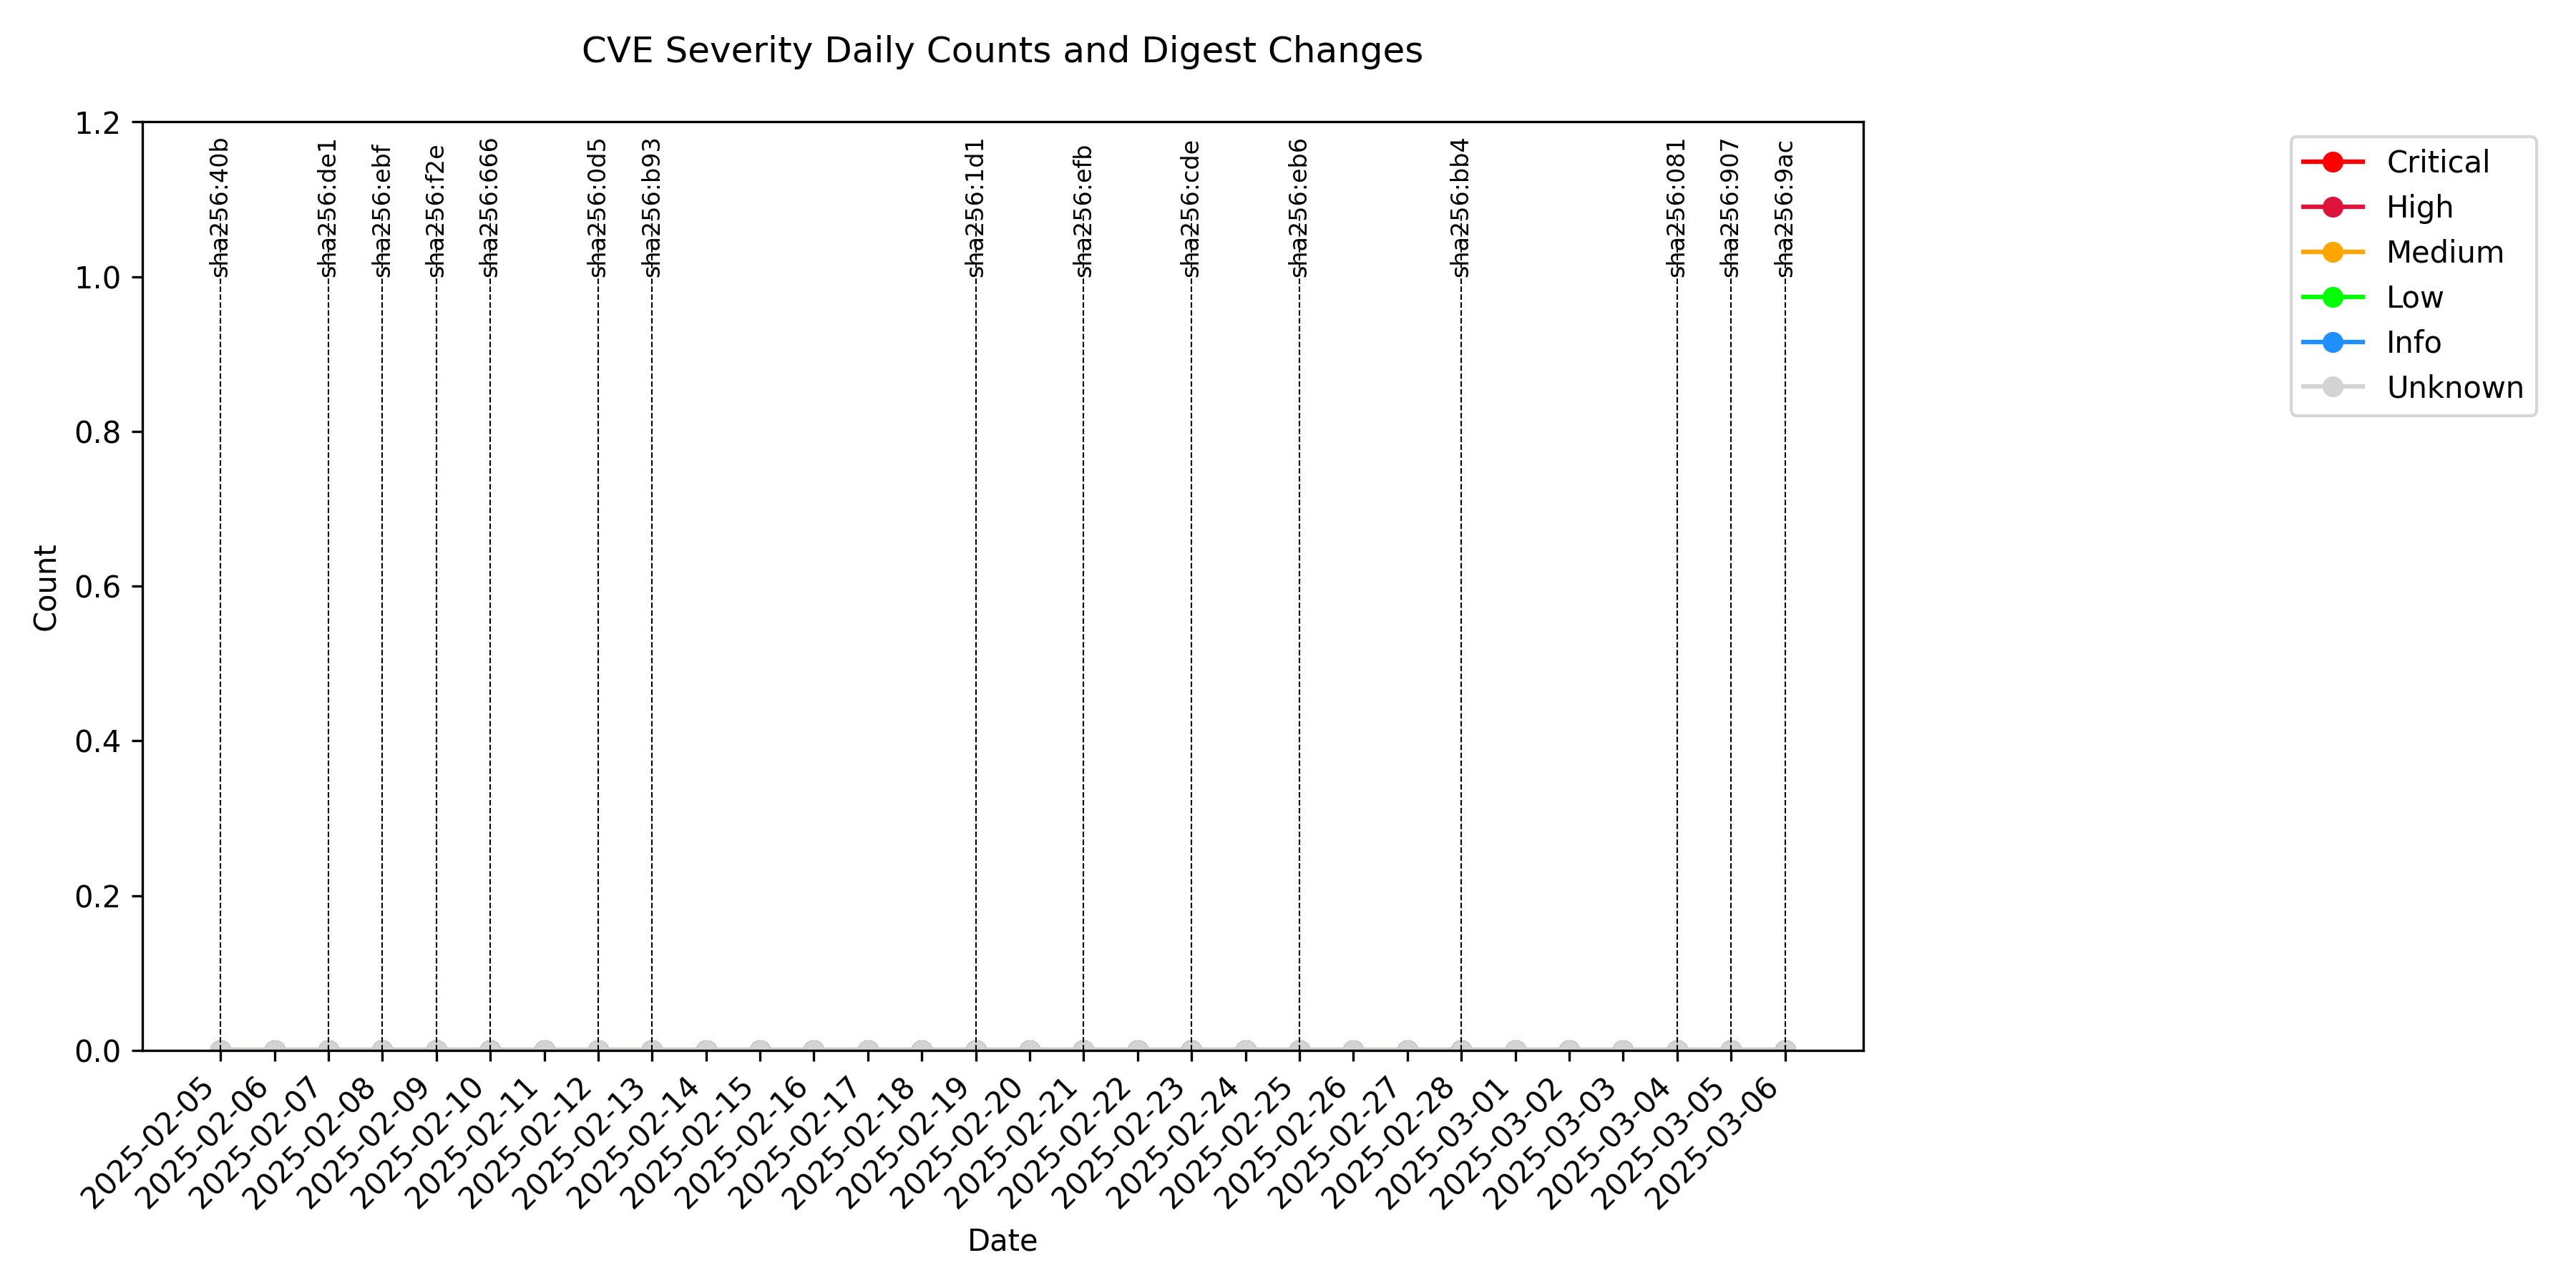 CVE Severity Daily Counts and Digest Changes
1.2
1.0
0.8
0.6
0.4
0.2
0.0
Count
sha256:40b
sha256:de1
sha256:ebf
sha256:f2e
sha256:666
sha256:0d5
sha256:b93
sha256:1d1
sha256:efb
sha256:cde
sha256:eb6
sha256:bb4
sha256:081
sha256:907
sha256:9ac
Critical
High
Medium
Low
Info
Unknown
2025-02-05
2025-02-06
2025-02-07
2025-02-08
2025-02-09
2025-02-10
2025-02-11
2025-02-12
2025-02-13
2025-02-14
2025-02-15
2025-02-16
2025-02-17
2025-02-18
2025-02-19
2025-02-20
2025-02-21
2025-02-22
2025-02-23
2025-02-24
2025-02-25
2025-02-26
2025-02-27
2025-02-28
2025-03-01
2025-03-02
2025-03-03
2025-03-04
2025-03-05
2025-03-06
Date